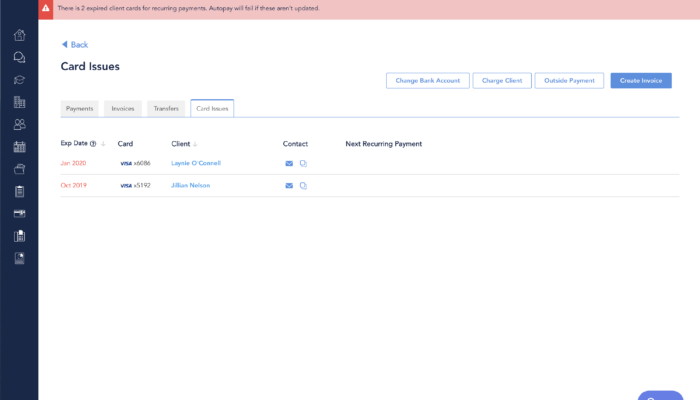 There is 2 expired client cards for recurring payments. Autopay will fail if these aren't updated.
Back
Card Issues
Change Bank Account Charge Client Outside Payment Create Invoice
Payments Invoices Transfers Card Issues
Exp Date Card Client Contact Next Recurring Payment
Jan 2020 VISA x6086 Laynie O'Connell
Oct 2019 VISA x5192 Jillian Nelson